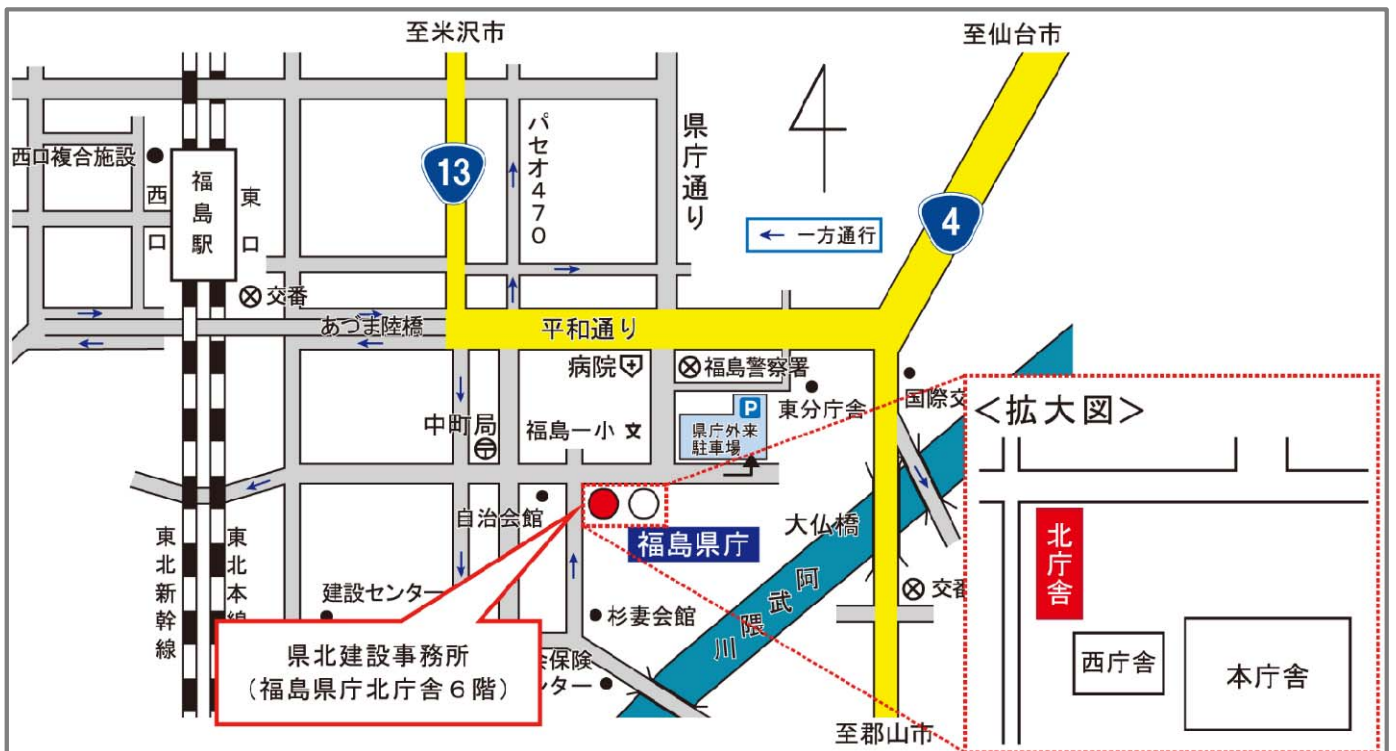 至米沢市
至仙台市
西口複合施設
福島駅
西口
東口
13
パセオ470
県庁通り
4
← 一方通行
交番
あづま陸橋
平和通り
病院
福島警察署
東分庁舎
国際交
中町局
福島一小
文
P
県庁外来
駐車場
自治会館
福島県庁
大仏橋
阿武隈川
東北新幹線
東北本線
建設センター
杉妻会館
交番
県北建設事務所
(福島県庁北庁舎6階)
保険
ンター
至郡山市
<拡大図>
北庁舎
西庁舎
本庁舎